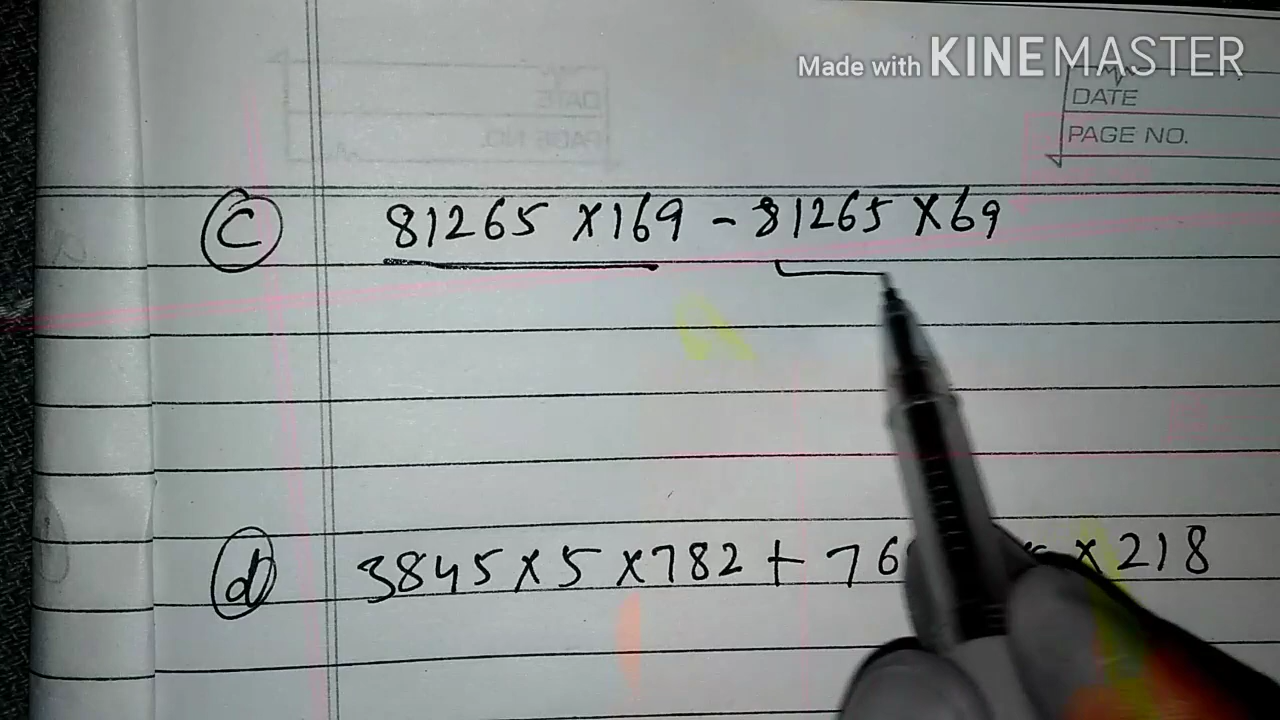 Made with KINEMASTER
DATE
PAGE NO.
C 81265 × 169 - 81265 × 69
d 3845 × 5 × 782 + 76 × 218